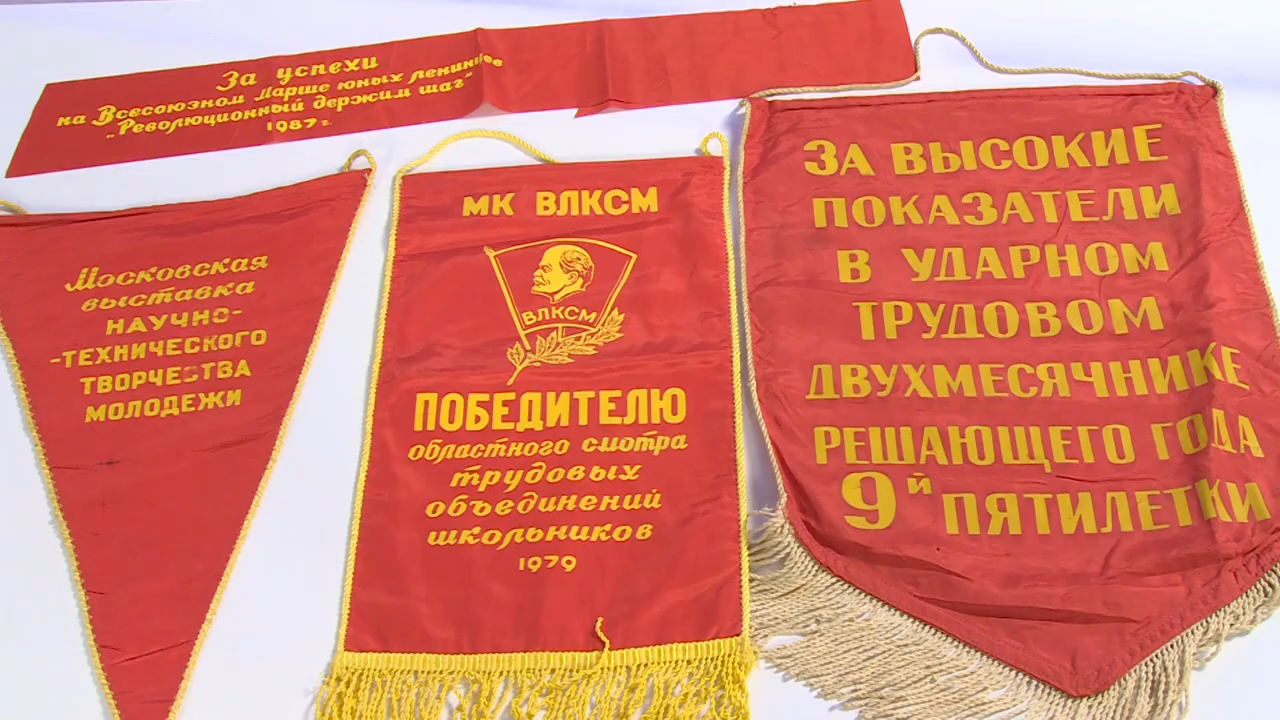 За успехи
на Всесоюзном марше юных ленинцев
"Революционный держим шаг"
1987г.
Московская
выставка
НАУЧНО-
-ТЕХНИЧЕСКОГО
ТВОРЧЕСТВА
МОЛОДЕЖИ
МК ВЛКСМ
ВЛКСМ
ПОБЕДИТЕЛЮ
областного смотра
трудовых
объединений
школьников
1979
ЗА ВЫСОКИЕ
ПОКАЗАТЕЛИ
В УДАРНОМ
ТРУДОВОМ
ДВУХМЕСЯЧНИКЕ
РЕШАЮЩЕГО ГОДА
9й ПЯТИЛЕТКИ